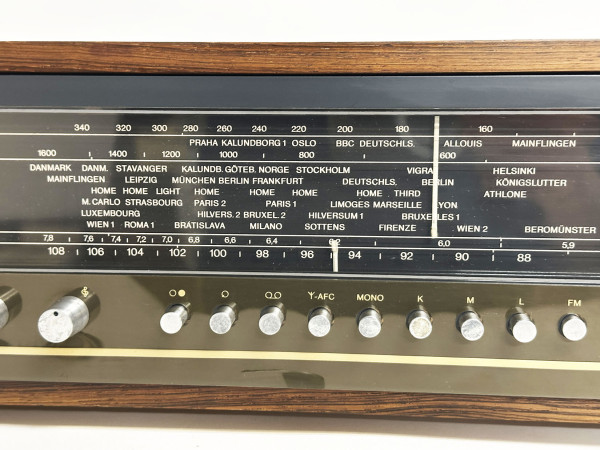 340 320 300 280 260 240 220 200 180 160
PRAHA KALUNDBORG 1 OSLO BBC DEUTSCHLS. ALLOUIS MAINFLINGEN
1600 1400 1200 1000 800 600
DANMARK DANM. STAVANGER KALUNDB. GÖTEB. NORGE STOCKHOLM VIGRA HELSINKI
MAINFLINGEN LEIPZIG MÜNCHEN BERLIN FRANKFURT DEUTSCHLS. BERLIN KÖNIGSLUTTER
HOME HOME LIGHT HOME HOME HOME HOME THIRD ATHLONE
M. CARLO STRASBOURG PARIS 2 PARIS 1 LIMOGES MARSEILLE LYON
LUXEMBOURG HILVERS. 2 BRUXEL. 2 HILVERSUM 1 BRUXELLES 1
WIEN 1 ROMA 1 BRATISLAVA MILANO SOTTENS FIRENZE WIEN 2 BEROMÜNSTER
7,8 7,6 7,4 7,2 7,0 6,8 6,6 6,4 6,2 6,0 5,9
108 106 104 102 100 98 96 94 92 90 88
AFC MONO K M L FM